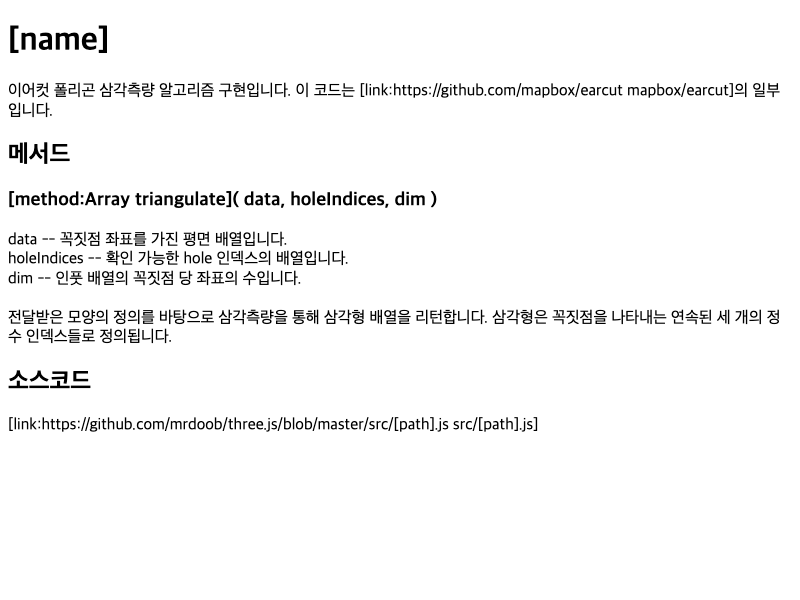 [name]
이어컷 폴리곤 삼각측량 알고리즘 구현입니다. 이 코드는 [link:https://github.com/mapbox/earcut mapbox/earcut]의 일부
입니다.
메서드
[method:Array triangulate]( data, holeIndices, dim )
data -- 꼭짓점 좌표를 가진 평면 배열입니다.
holeIndices -- 확인 가능한 hole 인덱스의 배열입니다.
dim -- 인풋 배열의 꼭짓점 당 좌표의 수입니다.
전달받은 모양의 정의를 바탕으로 삼각측량을 통해 삼각형 배열을 리턴합니다. 삼각형은 꼭짓점을 나타내는 연속된 세 개의 정
수 인덱스들로 정의됩니다.
소스코드
[link:https://github.com/mrdoob/three.js/blob/master/src/[path].js src/[path].js]